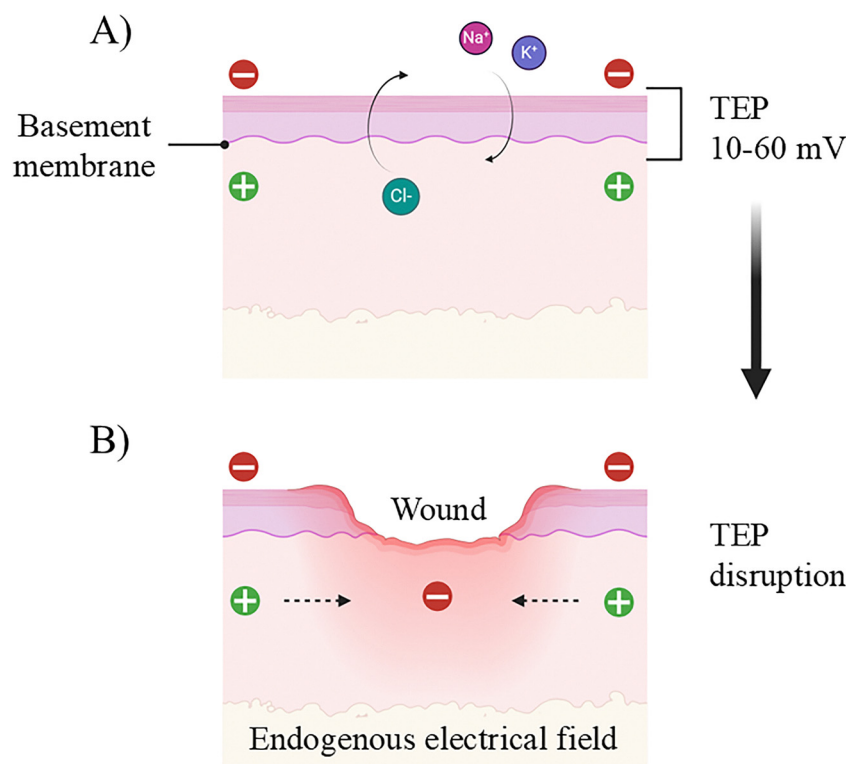 A)
Na⁺
K⁺
Basement
membrane
TEP
10-60 mV
Cl-
B)
Wound
TEP
disruption
Endogenous electrical field